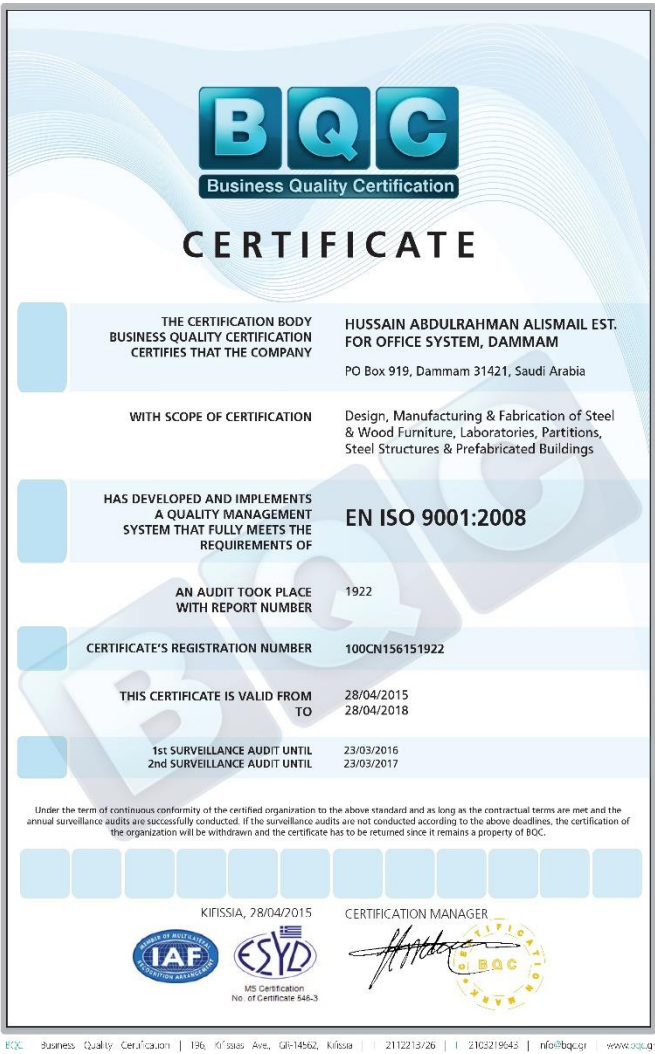 BQC
Business Quality Certification
CERTIFICATE
THE CERTIFICATION BODY
BUSINESS QUALITY CERTIFICATION
CERTIFIES THAT THE COMPANY
HUSSAIN ABDULRAHMAN ALISMAIL EST.
FOR OFFICE SYSTEM, DAMMAM
PO Box 919, Dammam 31421, Saudi Arabia
WITH SCOPE OF CERTIFICATION
Design, Manufacturing & Fabrication of Steel
& Wood Furniture, Laboratories, Partitions,
Steel Structures & Prefabricated Buildings
HAS DEVELOPED AND IMPLEMENTS
A QUALITY MANAGEMENT
SYSTEM THAT FULLY MEETS THE
REQUIREMENTS OF
EN ISO 9001:2008
AN AUDIT TOOK PLACE
WITH REPORT NUMBER
1922
CERTIFICATE'S REGISTRATION NUMBER
100CN156151922
THIS CERTIFICATE IS VALID FROM 28/04/2015
TO 28/04/2018
1st SURVEILLANCE AUDIT UNTIL 23/03/2016
2nd SURVEILLANCE AUDIT UNTIL 23/03/2017
Under the term of continuous conformity of the certified organization to the above standard and as long as the contractual terms are met and the
annual surveillance audits are successfully conducted. If the surveillance audits are not conducted according to the above deadlines, the certification of
the organization will be withdrawn and the certificate has to be returned since it remains a property of BQC.
KIFISSIA, 28/04/2015
CERTIFICATION MANAGER
MEMBER OF MULTILATERAL
IAF
RECOGNITION ARRANGEMENT
ESYD
MS Certification
No. of Certificate 546-3
CERTIFICATION MARK
BQC
BQC Business Quality Certification | 196, Kifissias Ave., GR-14562, Kifissia | 2112213726 | 2103219643 | info@bqc.gr | www.bqc.gr